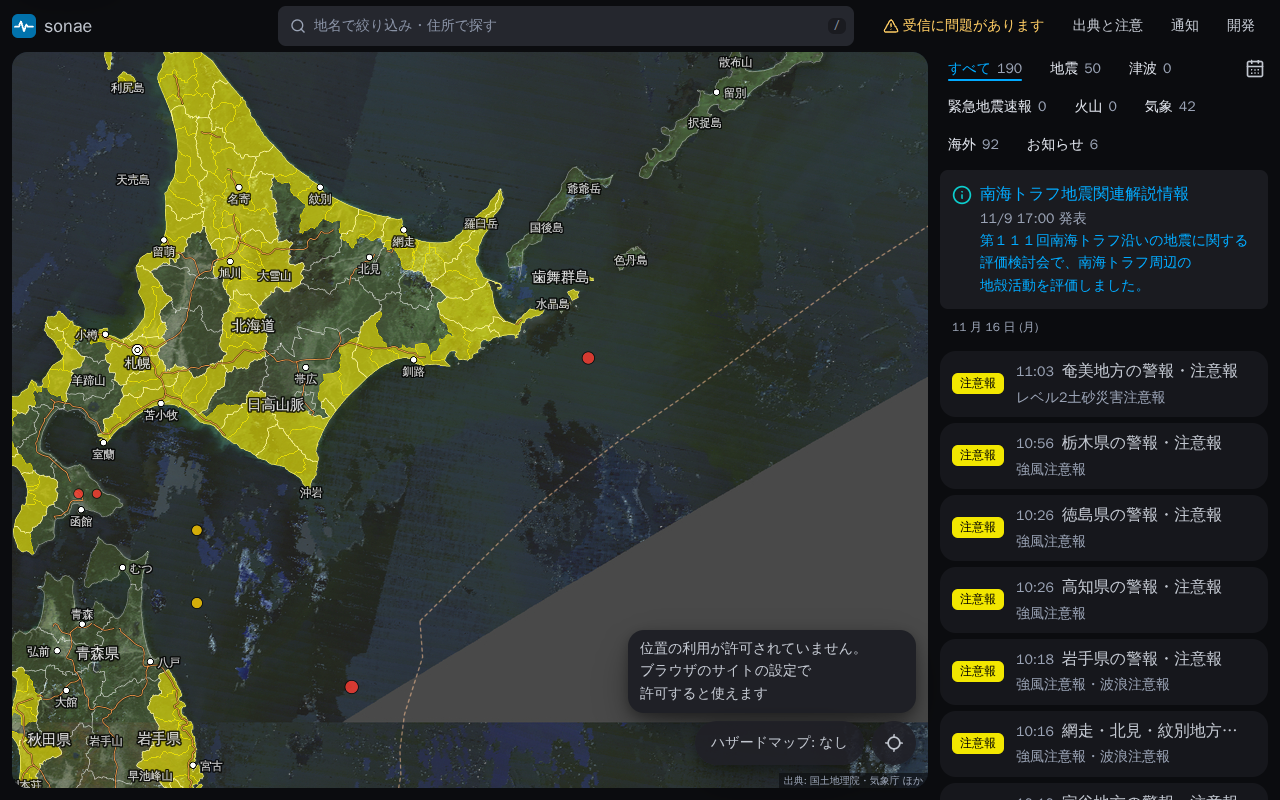 sonae
地名で絞り込み・住所で探す
/
受信に問題があります
出典と注意
通知
開発
すべて 190
地震 50
津波 0
緊急地震速報 0
火山 0
気象 42
海外 92
お知らせ 6
南海トラフ地震関連解説情報
11/9 17:00 発表
第１１１回南海トラフ沿いの地震に関する
評価検討会で、南海トラフ周辺の
地殻活動を評価しました。
11 月 16 日 (月)
注意報
11:03 奄美地方の警報・注意報
レベル2土砂災害注意報
注意報
10:56 栃木県の警報・注意報
強風注意報
注意報
10:26 徳島県の警報・注意報
強風注意報
注意報
10:26 高知県の警報・注意報
強風注意報
注意報
10:18 岩手県の警報・注意報
強風注意報・波浪注意報
注意報
10:16 網走・北見・紋別地方…
強風注意報・波浪注意報
散布山
利尻島
留別
択捉島
天売島
名寄
紋別
爺爺岳
羅臼岳
国後島
留萌
網走
旭川
大雪山
北見
色丹島
歯舞群島
水晶島
小樽
北海道
札幌
羊蹄山
帯広
釧路
苫小牧
日高山脈
室蘭
沖岩
函館
むつ
青森
弘前
青森県
八戸
大館
秋田県
岩手山
岩手県
宮古
早池峰山
本荘
位置の利用が許可されていません。
ブラウザのサイトの設定で
許可すると使えます
ハザードマップ: なし
出典: 国土地理院・気象庁 ほか